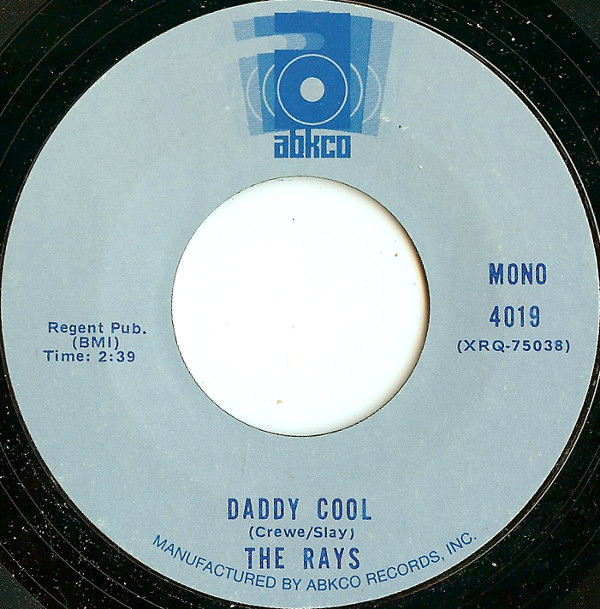 abkco
MONO
4019
(XRQ-75038)
Regent Pub.
(BMI)
Time: 2:39
DADDY COOL
(Crewe/Slay)
THE RAYS
MANUFACTURED BY ABKCO RECORDS, INC.